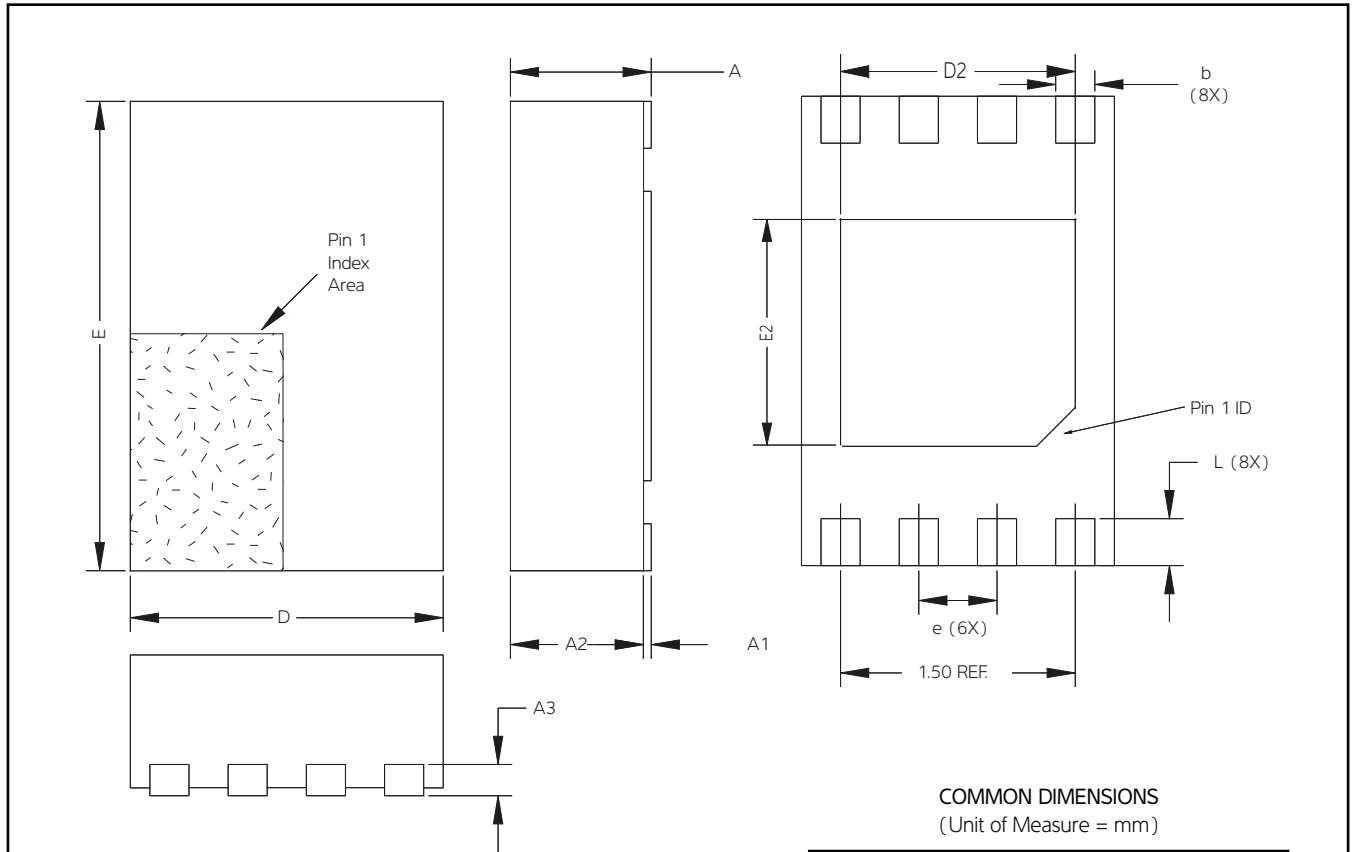 A
D2
b
(8X)
Pin 1
Index
Area
E
E2
Pin 1 ID
L (8X)
D
A2
A1
e (6X)
1.50 REF.
A3
COMMON DIMENSIONS
(Unit of Measure = mm)